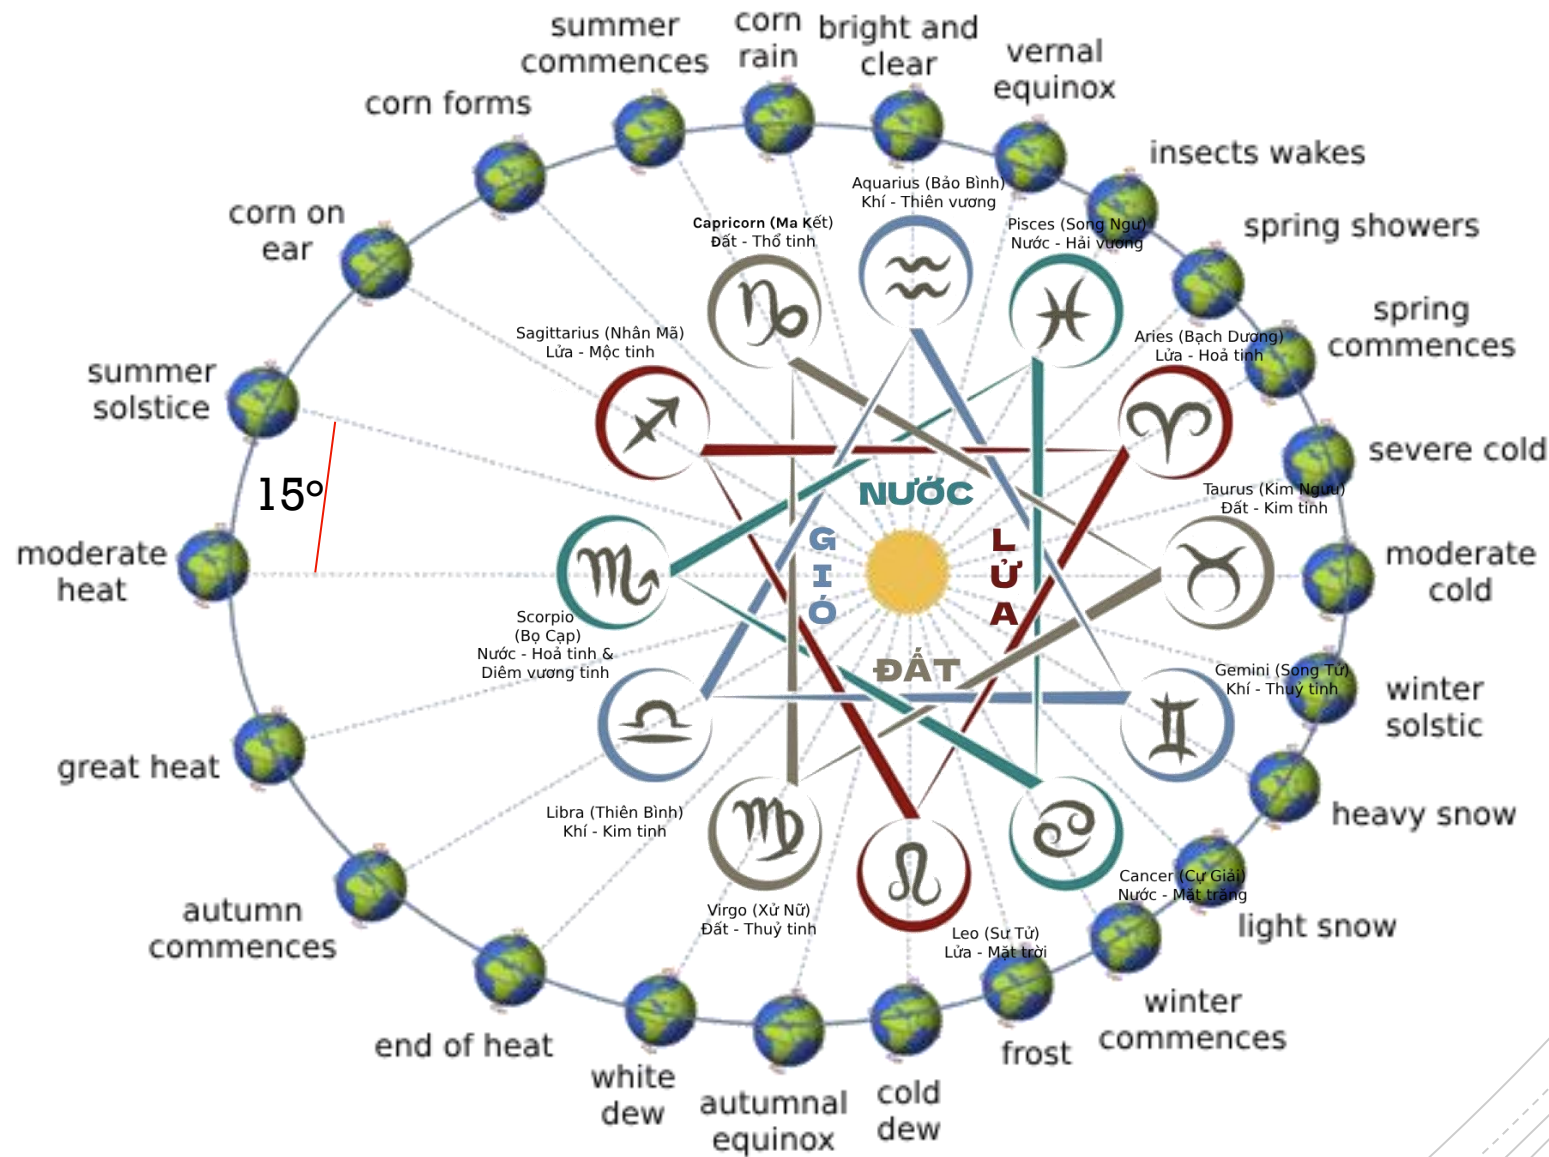 summer
commences
corn
rain
bright and
clear
vernal
equinox
corn forms
insects wakes
corn on
ear
spring showers
spring
commences
summer
solstice
severe cold
15°
moderate
heat
moderate
cold
great heat
winter
solstic
heavy snow
autumn
commences
light snow
end of heat
winter
commences
frost
white
dew
autumnal
equinox
cold
dew
Aquarius (Bảo Bình)
Khí - Thiên vương
Capricorn (Ma Kết)
Đất - Thổ tinh
Pisces (Song Ngư)
Nước - Hải vương
Sagittarius (Nhân Mã)
Lửa - Mộc tinh
Aries (Bạch Dương)
Lửa - Hoả tinh
Taurus (Kim Ngưu)
Đất - Kim tinh
Scorpio
(Bọ Cạp)
Nước - Hoả tinh &
Diêm vương tinh
Gemini (Song Tử)
Khí - Thuỷ tinh
Libra (Thiên Bình)
Khí - Kim tinh
Cancer (Cự Giải)
Nước - Mặt trăng
Virgo (Xử Nữ)
Đất - Thuỷ tinh
Leo (Sư Tử)
Lửa - Mặt trời
NƯỚC
GIÓ
LỬA
ĐẤT